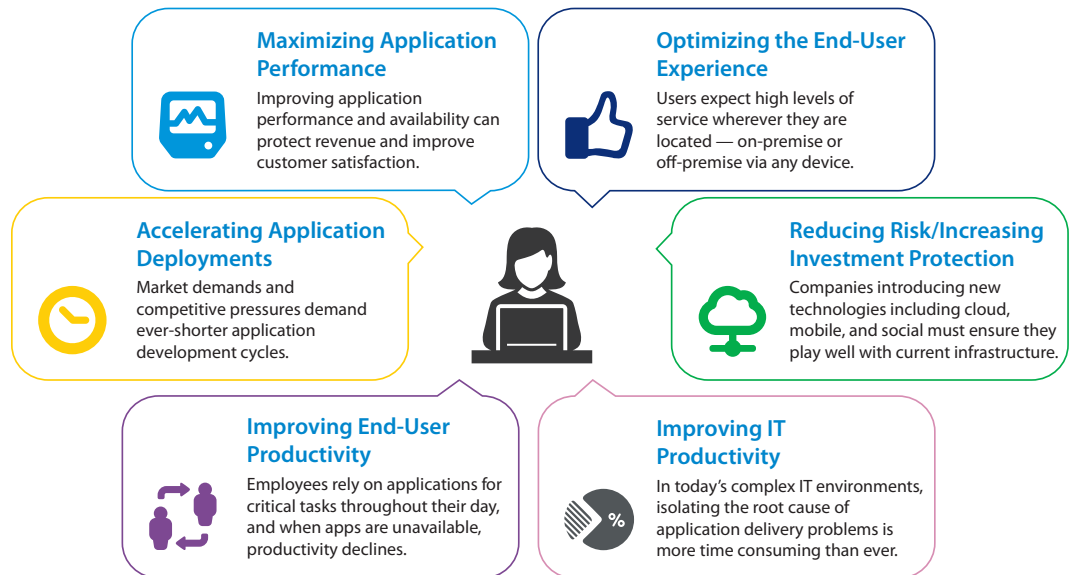 Maximizing Application
Performance
Improving application
performance and availability can
protect revenue and improve
customer satisfaction.
Optimizing the End-User
Experience
Users expect high levels of
service wherever they are
located — on-premise or
off-premise via any device.
Accelerating Application
Deployments
Market demands and
competitive pressures demand
ever-shorter application
development cycles.
Reducing Risk/Increasing
Investment Protection
Companies introducing new
technologies including cloud,
mobile, and social must ensure they
play well with current infrastructure.
Improving End-User
Productivity
Employees rely on applications for
critical tasks throughout their day,
and when apps are unavailable,
productivity declines.
Improving IT
Productivity
%
In today’s complex IT environments,
isolating the root cause of
application delivery problems is
more time consuming than ever.